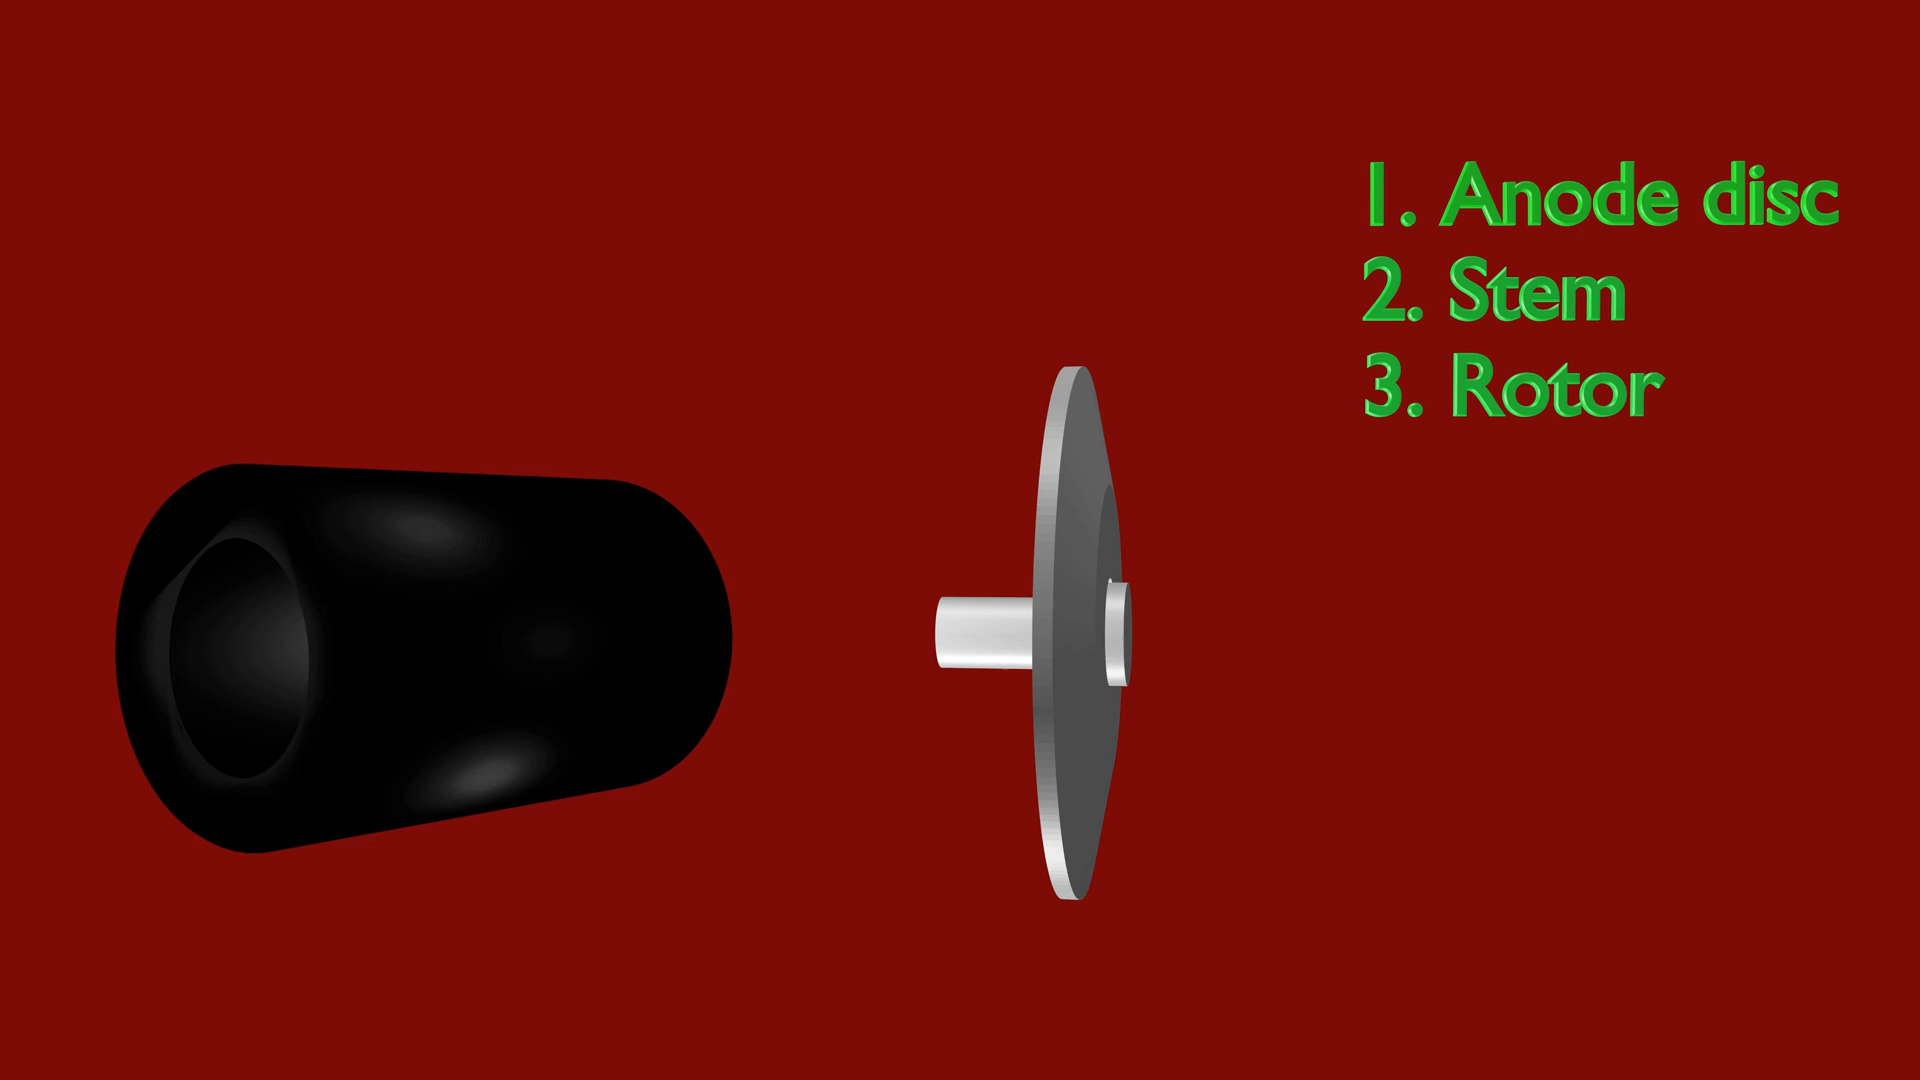 1. Anode disc
2. Stem
3. Rotor